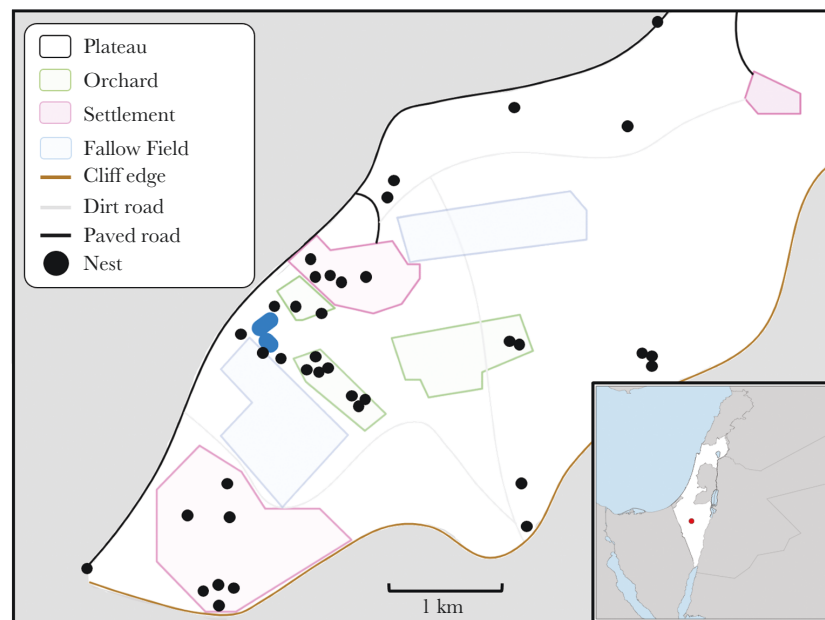 Plateau
Orchard
Settlement
Fallow Field
Cliff edge
Dirt road
Paved road
Nest
1 km